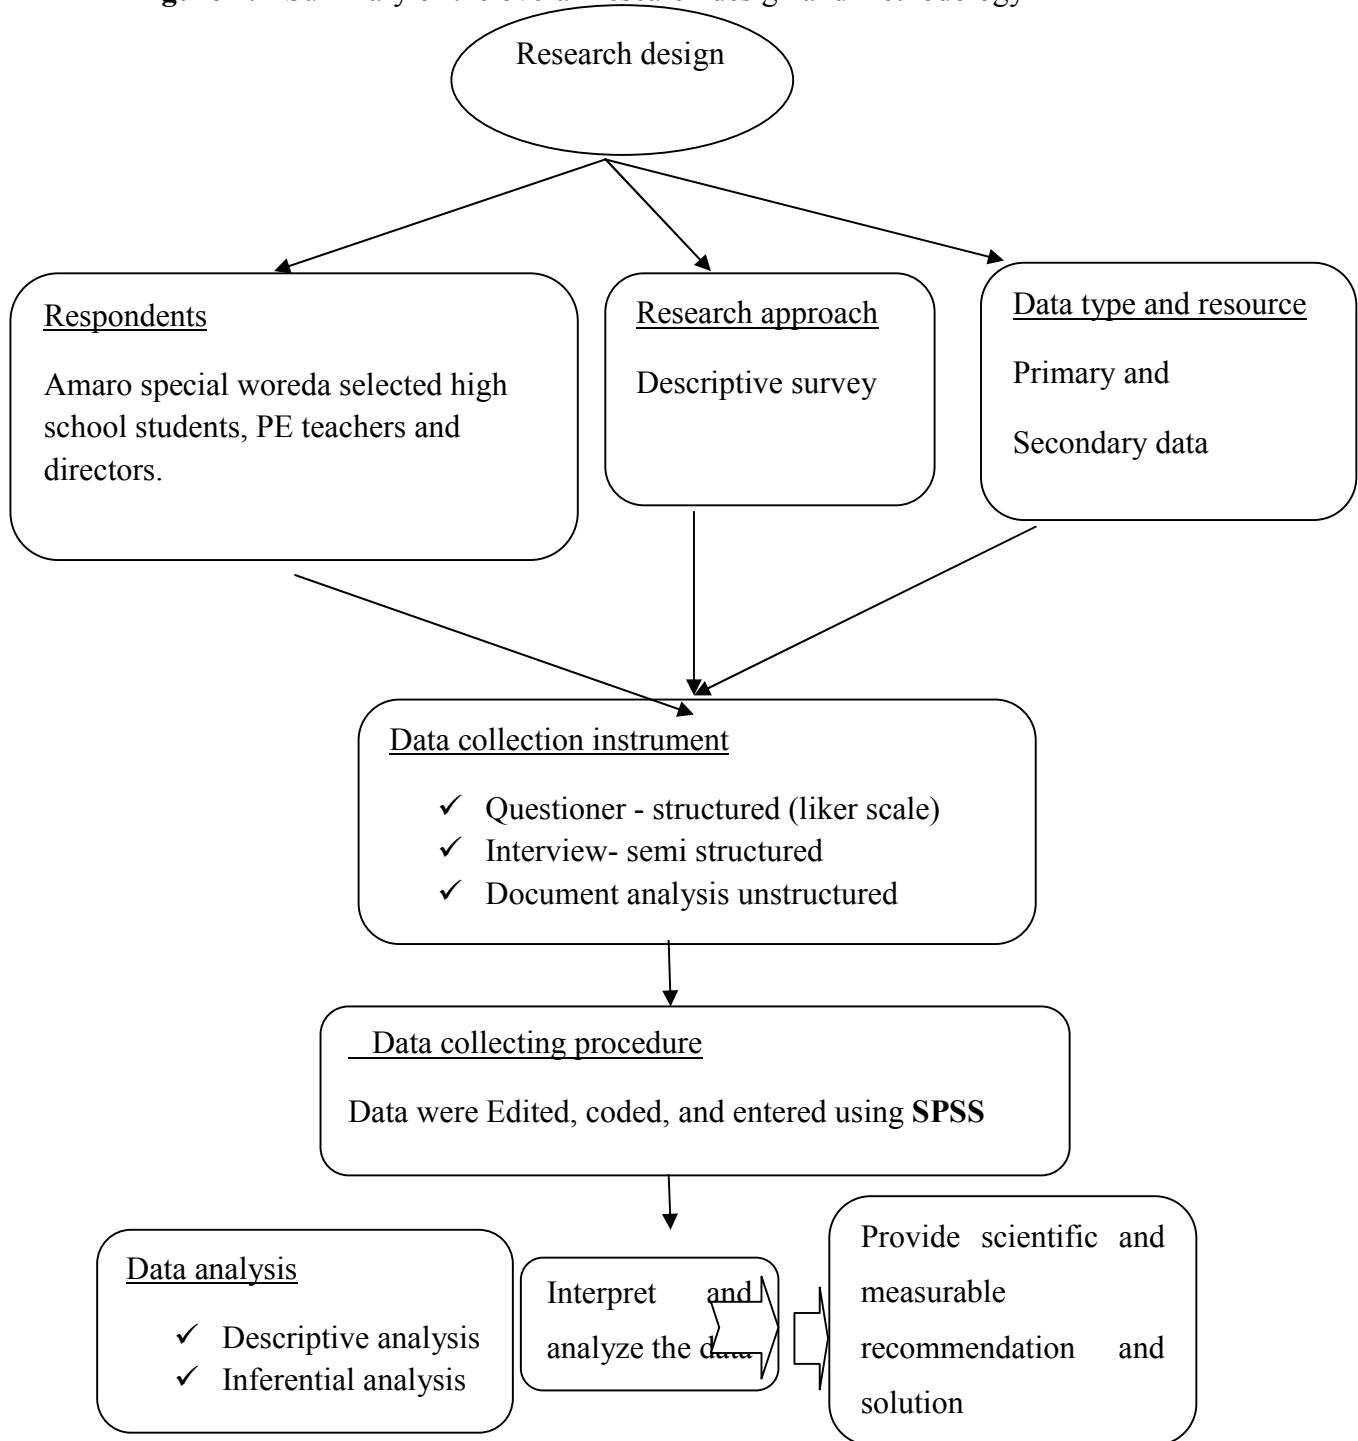 Research design
Respondents
Amaro special woreda selected high
school students, PE teachers and
directors.
Research approach
Descriptive survey
Data type and resource
Primary and
Secondary data
Data collection instrument
✓ Questioner - structured (liker scale)
✓ Interview- semi structured
✓ Document analysis unstructured
Data collecting procedure
Data were Edited, coded, and entered using SPSS
Data analysis
✓ Descriptive analysis
✓ Inferential analysis
Interpret and
analyze the data
Provide scientific and
measurable
recommendation and
solution